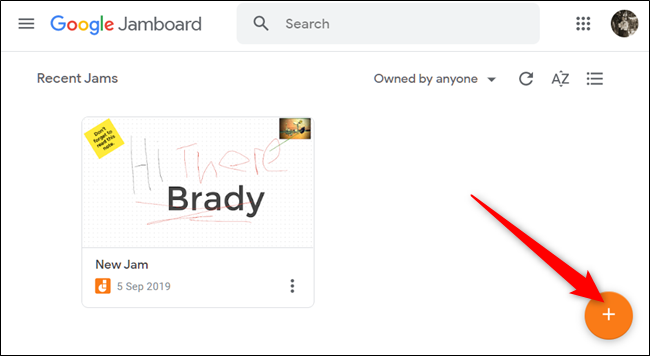 Google Jamboard
Search
Recent Jams
Owned by anyone
AZ
Don't
forget to
read this
note.
Hi There
Brady
New Jam
5 Sep 2019